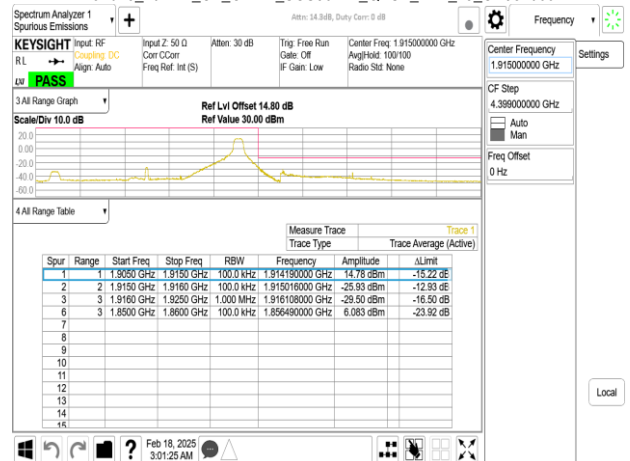 Spectrum Analyzer 1
Spurious Emissions
Attn: 14.3dB, Duty Corr: 0 dB
Frequency
KEYSIGHT
Input: RF
Coupling: DC
Align: Auto
Input Z: 50 Ω
Corr CCorr
Freq Ref: Int (S)
Atten: 30 dB
Trig: Free Run
Gate: Off
IF Gain: Low
Center Freq: 1.915000000 GHz
Avg|Hold: 100/100
Radio Std: None
RL
LXI
PASS
Center Frequency
1.915000000 GHz
Settings
CF Step
4.399000000 GHz
Auto
Man
Freq Offset
0 Hz
3 All Range Graph
Scale/Div 10.0 dB
Ref Lvl Offset 14.80 dB
Ref Value 30.00 dBm
20.0
0.00
-20.0
-40.0
-60.0
4 All Range Table
Measure Trace Trace 1
Trace Type Trace Average (Active)
Spur Range Start Freq Stop Freq RBW Frequency Amplitude ΔLimit
1 1 1.9050 GHz 1.9150 GHz 100.0 kHz 1.914190000 GHz 14.78 dBm -15.22 dB
2 2 1.9150 GHz 1.9160 GHz 100.0 kHz 1.915016000 GHz -25.93 dBm -12.93 dB
3 3 1.9160 GHz 1.9250 GHz 1.000 MHz 1.916108000 GHz -29.50 dBm -16.50 dB
6 3 1.8500 GHz 1.8600 GHz 100.0 kHz 1.856490000 GHz 6.083 dBm -23.92 dB
7
8
9
10
11
12
13
14
15
Local
?
Feb 18, 2025
3:01:25 AM